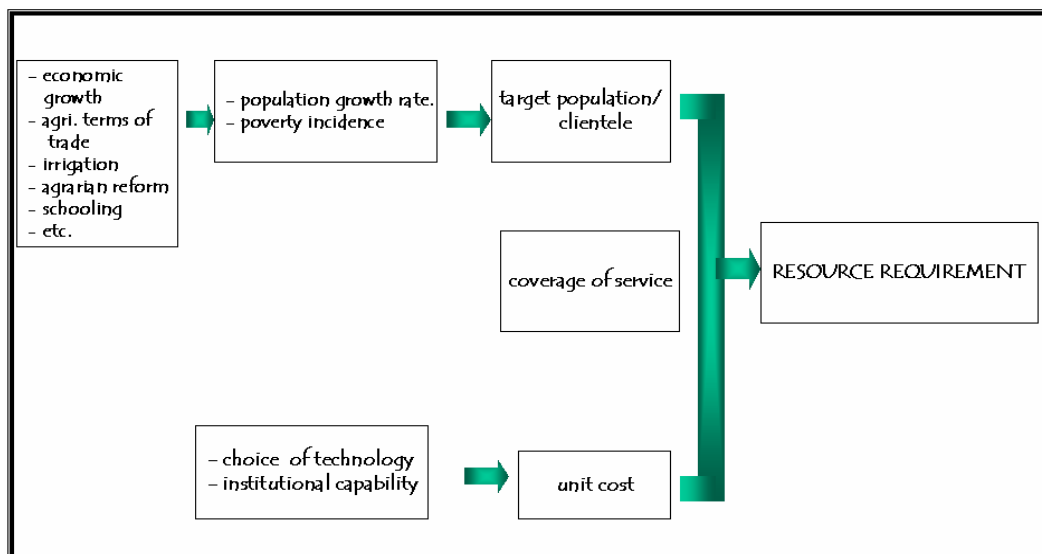 - economic
growth
- agri. terms of
trade
- irrigation
- agrarian reform
- schooling
- etc.
- population growth rate.
- poverty incidence
target population/
clientele
coverage of service
RESOURCE REQUIREMENT
- choice of technology
- institutional capability
unit cost